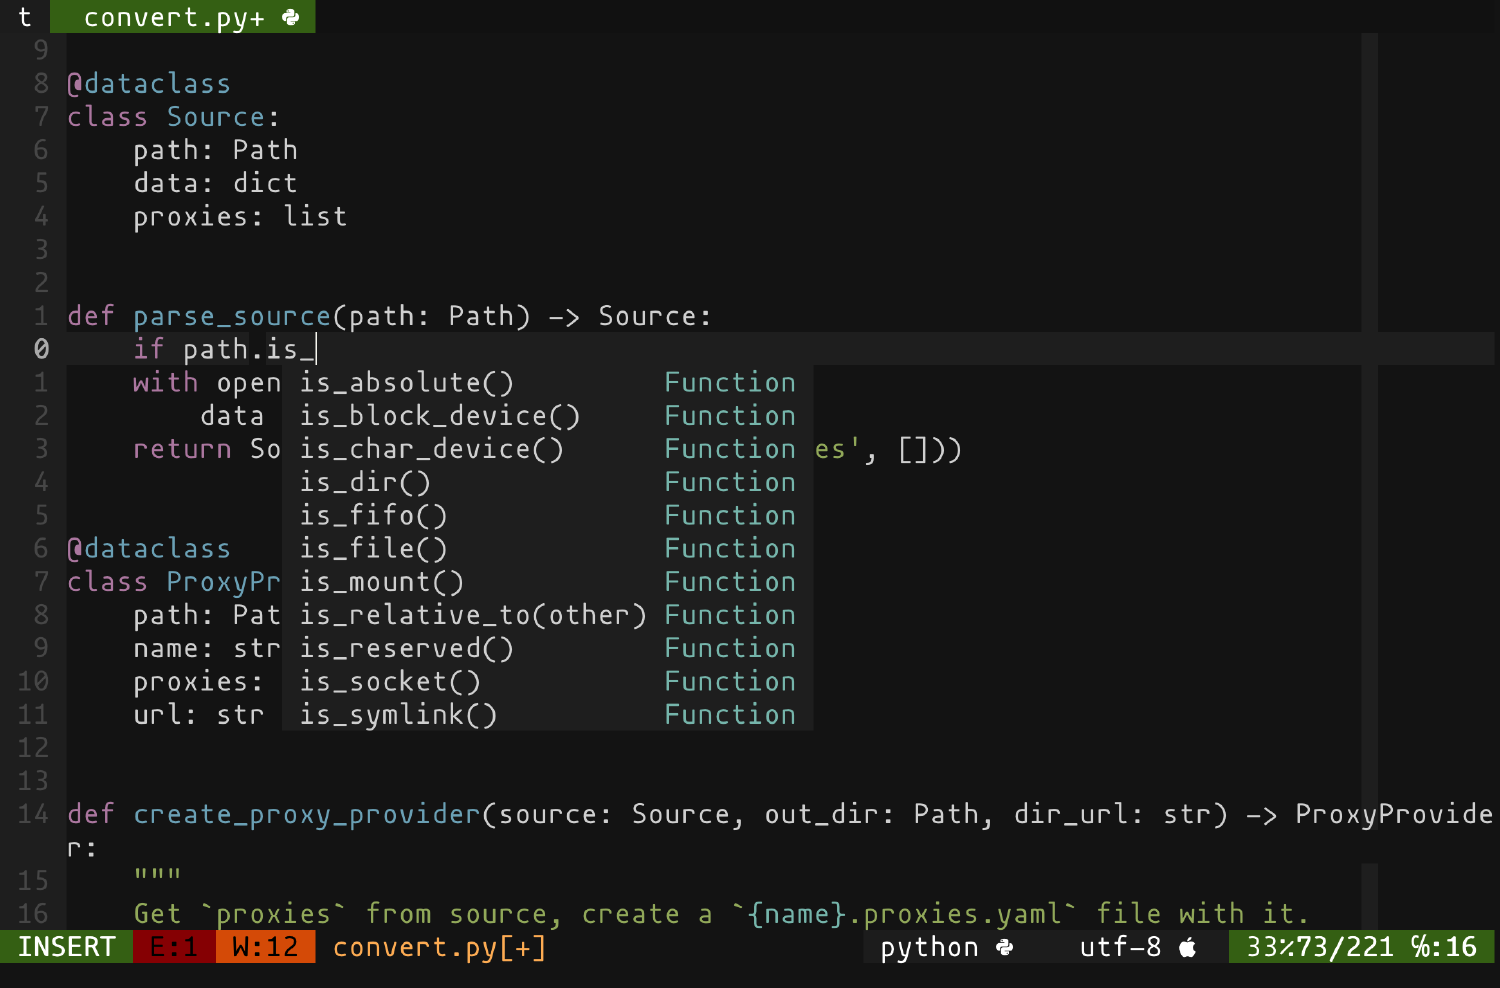 t convert.py+
9
8 @dataclass
7 class Source:
6 path: Path
5 data: dict
4 proxies: list
3
2
1 def parse_source(path: Path) -> Source:
0 if path.is_
1 with open is_absolute() Function
2 data is_block_device() Function
3 return So is_char_device() Function es', []))
4 is_dir() Function
5 is_fifo() Function
6 @dataclass is_file() Function
7 class ProxyPr is_mount() Function
8 path: Pat is_relative_to(other) Function
9 name: str is_reserved() Function
10 proxies: is_socket() Function
11 url: str is_symlink() Function
12
13
14 def create_proxy_provider(source: Source, out_dir: Path, dir_url: str) -> ProxyProvide
r:
15 """
16 Get `proxies` from source, create a `{name}.proxies.yaml` file with it.
INSERT E:1 W:12 convert.py[+] python utf-8 33%73/221 ℅:16